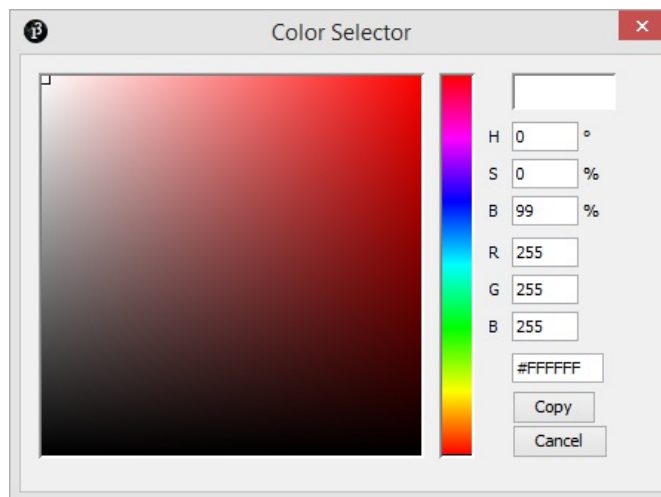 Color Selector
H 0 °
S 0 %
B 99 %
R 255
G 255
B 255
#FFFFFF
Copy
Cancel